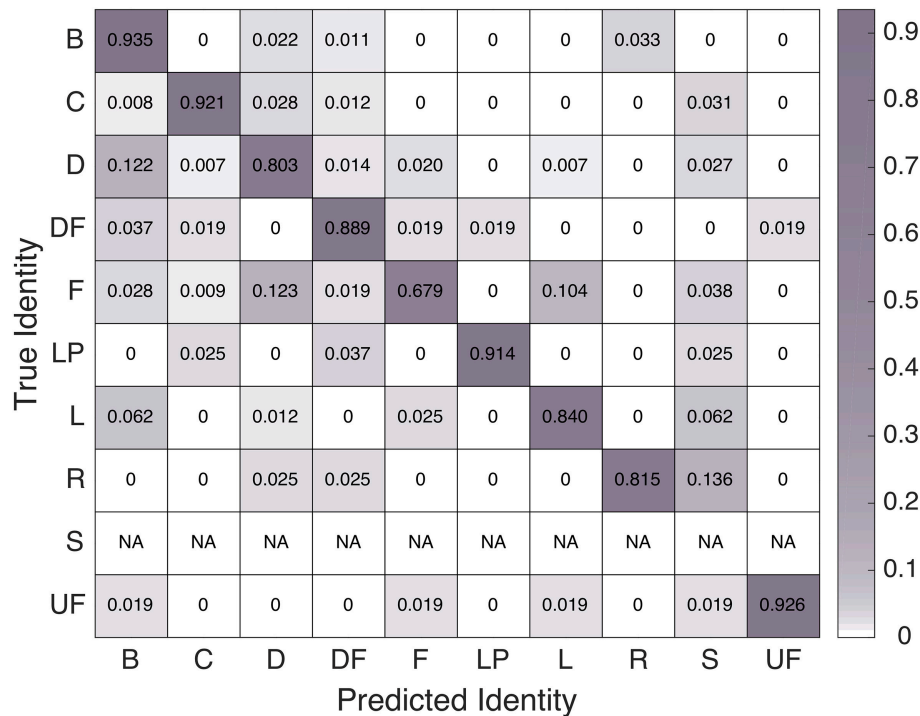 B 0.935 0 0.022 0.011 0 0 0 0.033 0 0
C 0.008 0.921 0.028 0.012 0 0 0 0 0.031 0
D 0.122 0.007 0.803 0.014 0.020 0 0.007 0 0.027 0
DF 0.037 0.019 0 0.889 0.019 0.019 0 0 0 0.019
F 0.028 0.009 0.123 0.019 0.679 0 0.104 0 0.038 0
LP 0 0.025 0 0.037 0 0.914 0 0 0.025 0
L 0.062 0 0.012 0 0.025 0 0.840 0 0.062 0
R 0 0 0.025 0.025 0 0 0 0.815 0.136 0
S NA NA NA NA NA NA NA NA NA NA
UF 0.019 0 0 0 0.019 0 0.019 0 0.019 0.926
B C D DF F LP L R S UF
Predicted Identity
True Identity
0.9
0.8
0.7
0.6
0.5
0.4
0.3
0.2
0.1
0